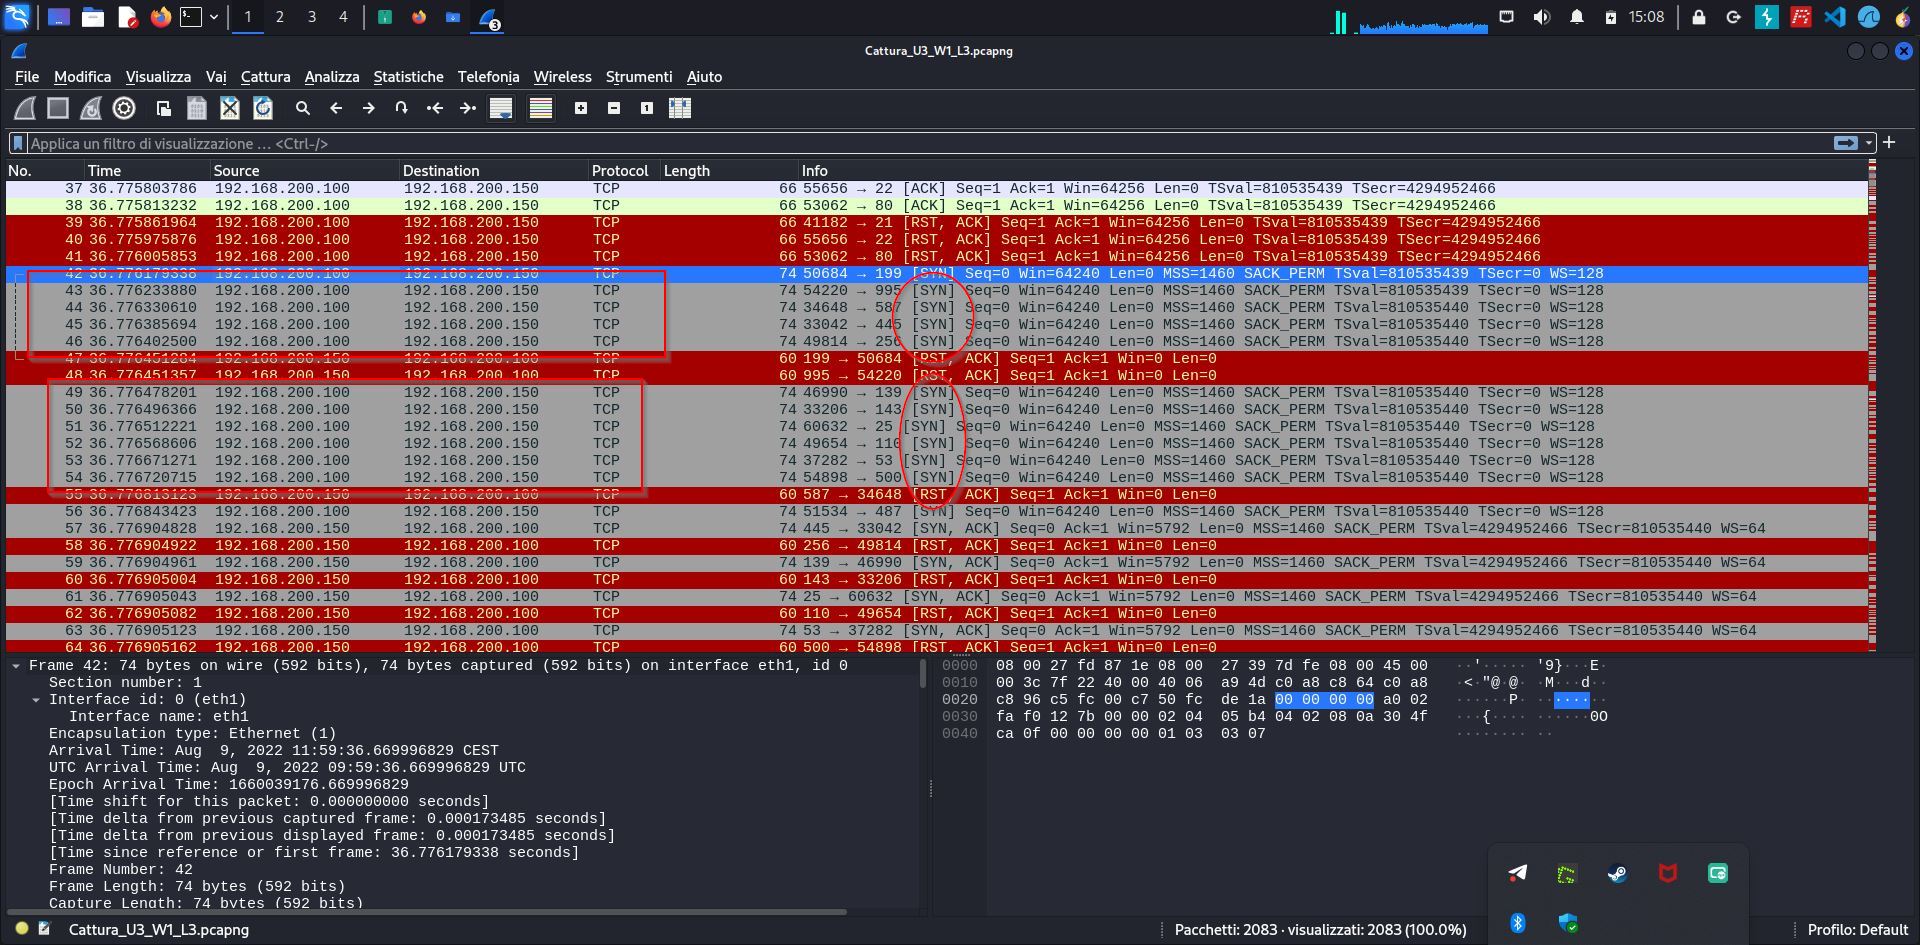 1 2 3 4
3
15:08
Cattura_U3_W1_L3.pcapng
File Modifica Visualizza Vai Cattura Analizza Statistiche Telefonia Wireless Strumenti Aiuto
Applica un filtro di visualizzazione … <Ctrl-/>
No. Time Source Destination Protocol Length Info
37 36.775803786 192.168.200.100 192.168.200.150 TCP 66 55656 → 22 [ACK] Seq=1 Ack=1 Win=64256 Len=0 TSval=810535439 TSecr=4294952466
38 36.775813232 192.168.200.100 192.168.200.150 TCP 66 53062 → 80 [ACK] Seq=1 Ack=1 Win=64256 Len=0 TSval=810535439 TSecr=4294952466
39 36.775861964 192.168.200.100 192.168.200.150 TCP 66 41182 → 21 [RST, ACK] Seq=1 Ack=1 Win=64256 Len=0 TSval=810535439 TSecr=4294952466
40 36.775975876 192.168.200.100 192.168.200.150 TCP 66 55656 → 22 [RST, ACK] Seq=1 Ack=1 Win=64256 Len=0 TSval=810535439 TSecr=4294952466
41 36.776005853 192.168.200.100 192.168.200.150 TCP 66 53062 → 80 [RST, ACK] Seq=1 Ack=1 Win=64256 Len=0 TSval=810535439 TSecr=4294952466
42 36.776179338 192.168.200.100 192.168.200.150 TCP 74 50684 → 199 [SYN] Seq=0 Win=64240 Len=0 MSS=1460 SACK_PERM TSval=810535439 TSecr=0 WS=128
43 36.776233880 192.168.200.100 192.168.200.150 TCP 74 54220 → 995 [SYN] Seq=0 Win=64240 Len=0 MSS=1460 SACK_PERM TSval=810535439 TSecr=0 WS=128
44 36.776330610 192.168.200.100 192.168.200.150 TCP 74 34648 → 587 [SYN] Seq=0 Win=64240 Len=0 MSS=1460 SACK_PERM TSval=810535439 TSecr=0 WS=128
45 36.776385694 192.168.200.100 192.168.200.150 TCP 74 33042 → 445 [SYN] Seq=0 Win=64240 Len=0 MSS=1460 SACK_PERM TSval=810535439 TSecr=0 WS=128
46 36.776402500 192.168.200.100 192.168.200.150 TCP 74 49814 → 256 [SYN] Seq=0 Win=64240 Len=0 MSS=1460 SACK_PERM TSval=810535439 TSecr=0 WS=128
47 36.776451284 192.168.200.150 192.168.200.100 TCP 60 199 → 50684 [RST, ACK] Seq=1 Ack=1 Win=0 Len=0
48 36.776451357 192.168.200.150 192.168.200.100 TCP 60 995 → 54220 [RST, ACK] Seq=1 Ack=1 Win=0 Len=0
49 36.776478201 192.168.200.100 192.168.200.150 TCP 74 46990 → 139 [SYN] Seq=0 Win=64240 Len=0 MSS=1460 SACK_PERM TSval=810535440 TSecr=0 WS=128
50 36.776496366 192.168.200.100 192.168.200.150 TCP 74 33206 → 143 [SYN] Seq=0 Win=64240 Len=0 MSS=1460 SACK_PERM TSval=810535440 TSecr=0 WS=128
51 36.776512221 192.168.200.100 192.168.200.150 TCP 74 60632 → 25 [SYN] Seq=0 Win=64240 Len=0 MSS=1460 SACK_PERM TSval=810535440 TSecr=0 WS=128
52 36.776568606 192.168.200.100 192.168.200.150 TCP 74 49654 → 110 [SYN] Seq=0 Win=64240 Len=0 MSS=1460 SACK_PERM TSval=810535440 TSecr=0 WS=128
53 36.776671271 192.168.200.100 192.168.200.150 TCP 74 37282 → 53 [SYN] Seq=0 Win=64240 Len=0 MSS=1460 SACK_PERM TSval=810535440 TSecr=0 WS=128
54 36.776720715 192.168.200.100 192.168.200.150 TCP 74 54898 → 500 [SYN] Seq=0 Win=64240 Len=0 MSS=1460 SACK_PERM TSval=810535440 TSecr=0 WS=128
55 36.776813123 192.168.200.150 192.168.200.100 TCP 60 587 → 34648 [RST, ACK] Seq=1 Ack=1 Win=0 Len=0
56 36.776843423 192.168.200.100 192.168.200.150 TCP 74 51534 → 487 [SYN] Seq=0 Win=64240 Len=0 MSS=1460 SACK_PERM TSval=810535440 TSecr=0 WS=128
57 36.776904828 192.168.200.150 192.168.200.100 TCP 74 445 → 33042 [SYN, ACK] Seq=0 Ack=1 Win=5792 Len=0 MSS=1460 SACK_PERM TSval=4294952466 TSecr=810535440 WS=64
58 36.776904922 192.168.200.150 192.168.200.100 TCP 60 256 → 49814 [RST, ACK] Seq=1 Ack=1 Win=0 Len=0
59 36.776904961 192.168.200.150 192.168.200.100 TCP 74 139 → 46990 [SYN, ACK] Seq=0 Ack=1 Win=5792 Len=0 MSS=1460 SACK_PERM TSval=4294952466 TSecr=810535440 WS=64
60 36.776905004 192.168.200.150 192.168.200.100 TCP 60 143 → 33206 [RST, ACK] Seq=1 Ack=1 Win=0 Len=0
61 36.776905043 192.168.200.150 192.168.200.100 TCP 74 25 → 60632 [SYN, ACK] Seq=0 Ack=1 Win=5792 Len=0 MSS=1460 SACK_PERM TSval=4294952466 TSecr=810535440 WS=64
62 36.776905082 192.168.200.150 192.168.200.100 TCP 60 110 → 49654 [RST, ACK] Seq=1 Ack=1 Win=0 Len=0
63 36.776905123 192.168.200.150 192.168.200.100 TCP 74 53 → 37282 [SYN, ACK] Seq=0 Ack=1 Win=5792 Len=0 MSS=1460 SACK_PERM TSval=4294952466 TSecr=810535440 WS=64
64 36.776905162 192.168.200.150 192.168.200.100 TCP 60 500 → 54898 [RST, ACK] Seq=1 Ack=1 Win=0 Len=0
Frame 42: 74 bytes on wire (592 bits), 74 bytes captured (592 bits) on interface eth1, id 0
Section number: 1
Interface id: 0 (eth1)
Interface name: eth1
Encapsulation type: Ethernet (1)
Arrival Time: Aug  9, 2022 11:59:36.669996829 CEST
UTC Arrival Time: Aug  9, 2022 09:59:36.669996829 UTC
Epoch Arrival Time: 1660039176.669996829
[Time shift for this packet: 0.000000000 seconds]
[Time delta from previous captured frame: 0.000173485 seconds]
[Time delta from previous displayed frame: 0.000173485 seconds]
[Time since reference or first frame: 36.776179338 seconds]
Frame Number: 42
Frame Length: 74 bytes (592 bits)
Capture Length: 74 bytes (592 bits)
0000 08 00 27 fd 87 1e 08 00 27 39 7d fe 08 00 45 00 ··'····· '9}···E·
0010 00 3c 7f 22 40 00 40 06 a9 4d c0 a8 c8 64 c0 a8 ·<·"@·@· ·M···d··
0020 c8 96 c5 fc 00 c7 50 fc de 1a 00 00 00 00 a0 02 ······P· ········
0030 fa f0 12 7b 00 00 02 04 05 b4 04 02 08 0a 30 4f ···{···· ······0O
0040 ca 0f 00 00 00 00 01 03 03 07 ········ ··
Cattura_U3_W1_L3.pcapng
Pacchetti: 2083 · visualizzati: 2083 (100.0%)
Profilo: Default